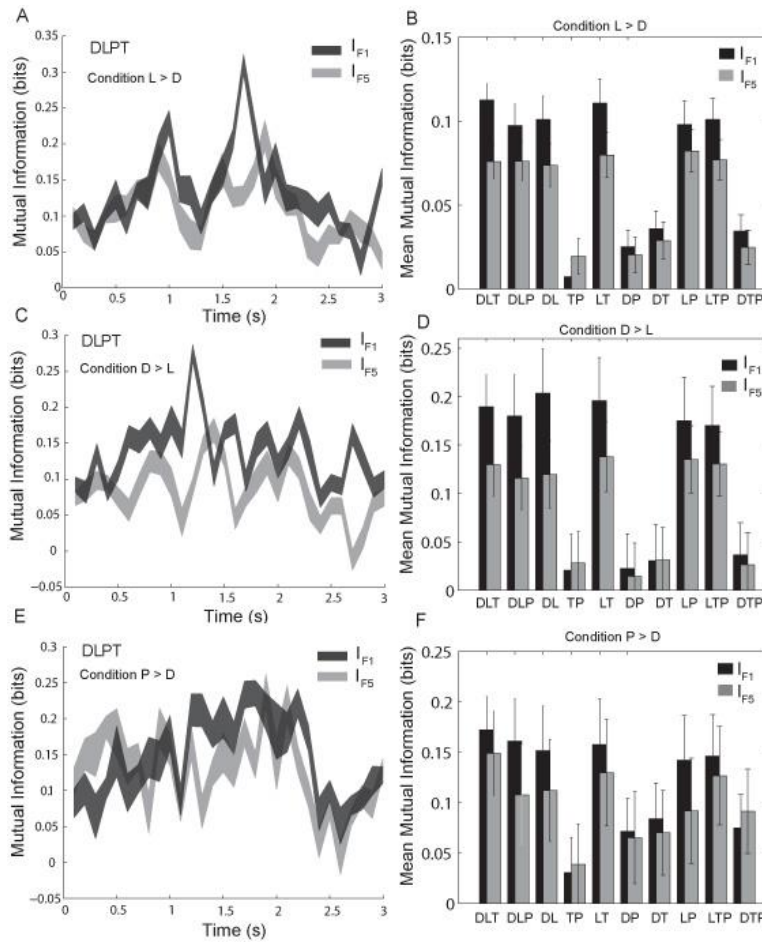 A
DLPT
Condition L > D
I F1
I F5
Mutual Information (bits)
0.35
0.3
0.25
0.2
0.15
0.1
0.05
0
0.5
1
1.5
2
2.5
3
Time (s)
B
Condition L > D
I F1
I F5
Mean Mutual Information (bits)
0.15
0.1
0.05
0
DLT DLP DL TP LT DP DT LP LTP DTP
C
DLPT
Condition D > L
I F1
I F5
Mutual Information (bits)
0.3
0.25
0.2
0.15
0.1
0.05
0
−0.05
0.5
1
1.5
2
2.5
3
Time (s)
D
Condition D > L
I F1
I F5
Mean Mutual Information (bits)
0.25
0.2
0.15
0.1
0.05
0
DLT DLP DL TP LT DP DT LP LTP DTP
E
DLPT
Condition P > D
I F1
I F5
Mutual Information (bits)
0.3
0.25
0.2
0.15
0.1
0.05
0
−0.05
0.5
1
1.5
2
2.5
3
Time (s)
F
Condition P > D
I F1
I F5
Mean Mutual Information (bits)
0.25
0.2
0.15
0.1
0.05
0
DLT DLP DL TP LT DP DT LP LTP DTP